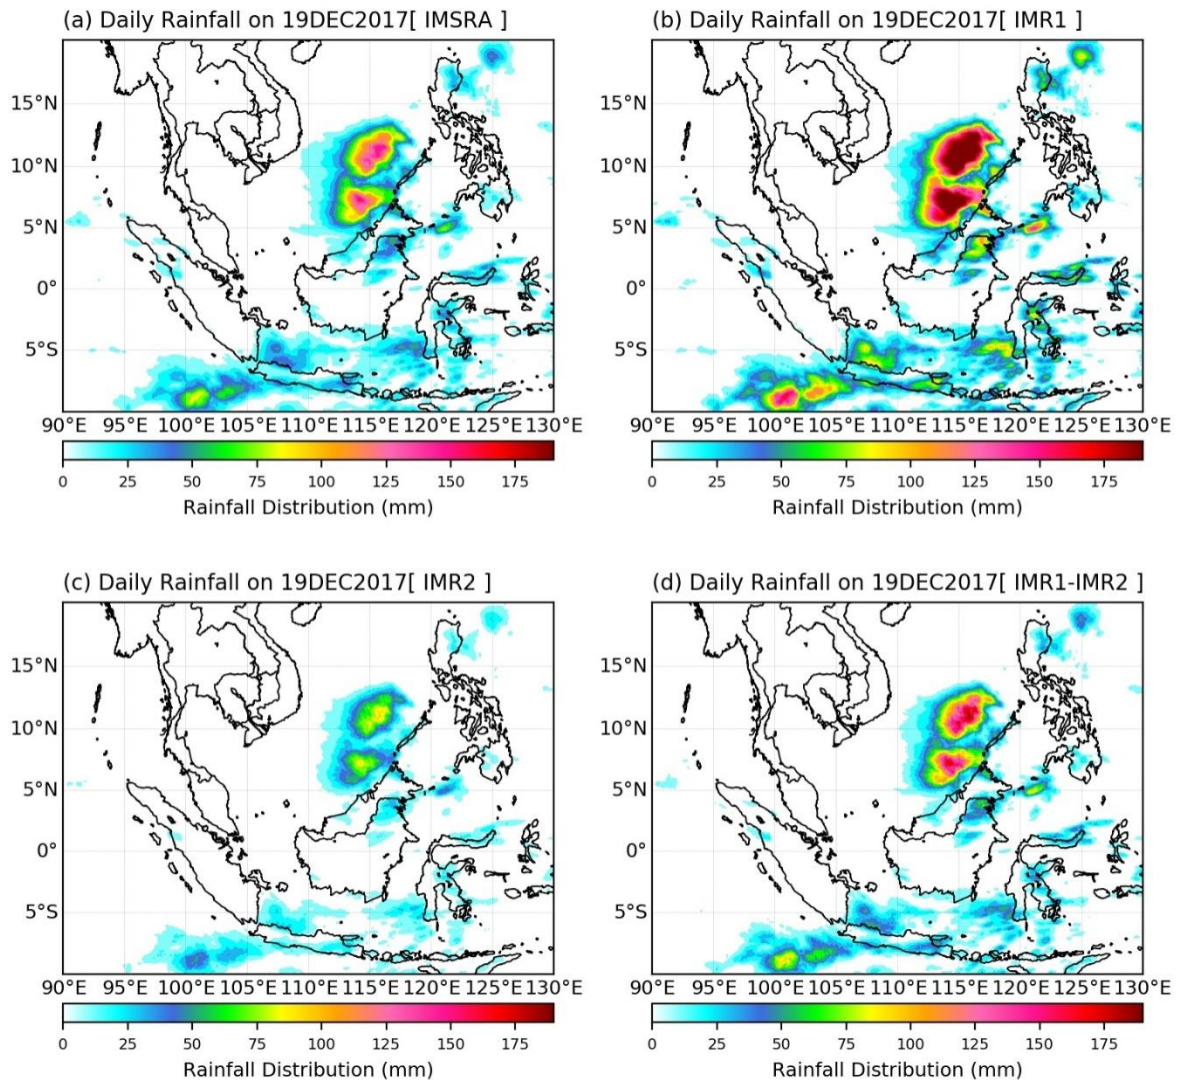 (a) Daily Rainfall on 19DEC2017[ IMSRA ]
(b) Daily Rainfall on 19DEC2017[ IMR1 ]
15°N
10°N
5°N
0°
5°S
90°E 95°E 100°E 105°E 110°E 115°E 120°E 125°E 130°E
0 25 50 75 100 125 150 175
Rainfall Distribution (mm)
15°N
10°N
5°N
0°
5°S
90°E 95°E 100°E 105°E 110°E 115°E 120°E 125°E 130°E
0 25 50 75 100 125 150 175
Rainfall Distribution (mm)
(c) Daily Rainfall on 19DEC2017[ IMR2 ]
(d) Daily Rainfall on 19DEC2017[ IMR1-IMR2 ]
15°N
10°N
5°N
0°
5°S
90°E 95°E 100°E 105°E 110°E 115°E 120°E 125°E 130°E
0 25 50 75 100 125 150 175
Rainfall Distribution (mm)
15°N
10°N
5°N
0°
5°S
90°E 95°E 100°E 105°E 110°E 115°E 120°E 125°E 130°E
0 25 50 75 100 125 150 175
Rainfall Distribution (mm)